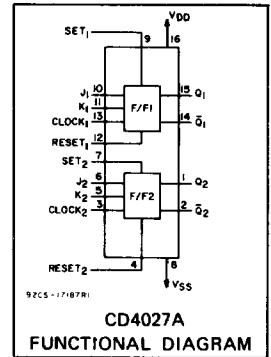 VDD
SET1
9 16
J1 10
K1 11
CLOCK1 13
F/F1
15 Q1
14 Q̅1
RESET1 12
SET2 7
J2 6
K2 5
CLOCK2 3
F/F2
1 Q2
2 Q̅2
RESET2 4
8
VSS
92CS-17187R1
CD4027A
FUNCTIONAL DIAGRAM